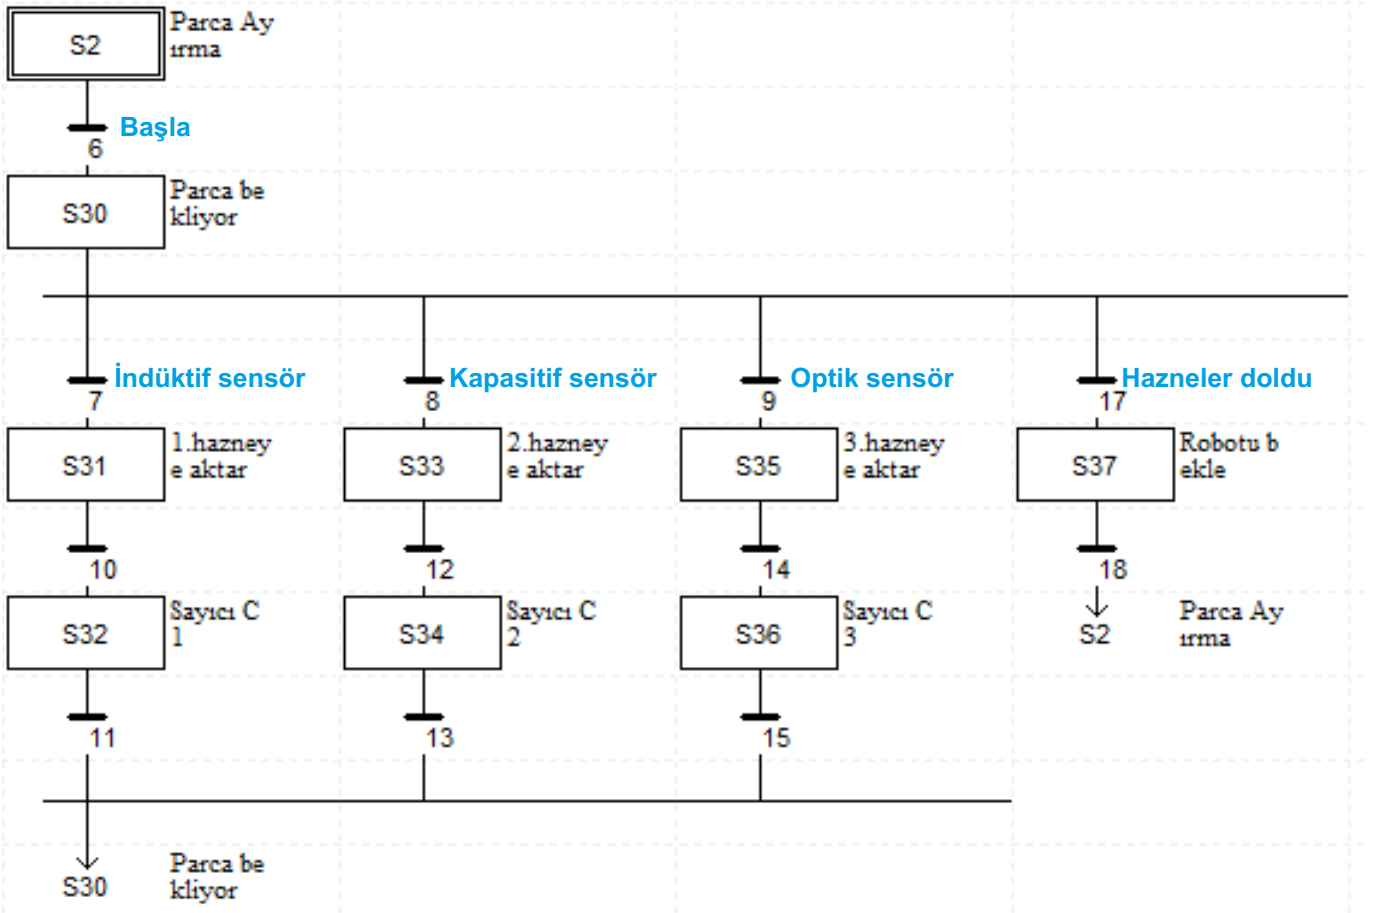 S2
Parca Ay
ırma
Başla
6
S30
Parca be
kliyor
İndüktif sensör
Kapasitif sensör
Optik sensör
Hazneler doldu
7
8
9
17
S31
1.hazney
e aktar
S33
2.hazney
e aktar
S35
3.hazney
e aktar
S37
Robotu b
ekle
10
12
14
18
S32
Sayıcı C
1
S34
Sayıcı C
2
S36
Sayıcı C
3
S2
Parca Ay
ırma
11
13
15
S30
Parca be
kliyor